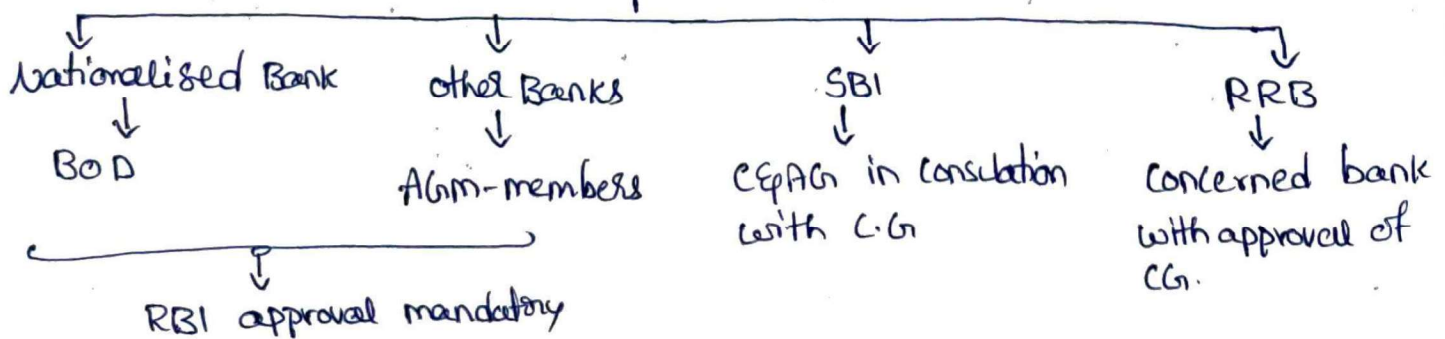 Nationalised Bank
BOD
other Banks
AGM-members
RBI approval mandatory
SBI
C&AG in consulation
with C.G
RRB
concerned bank
with approval of
CG.